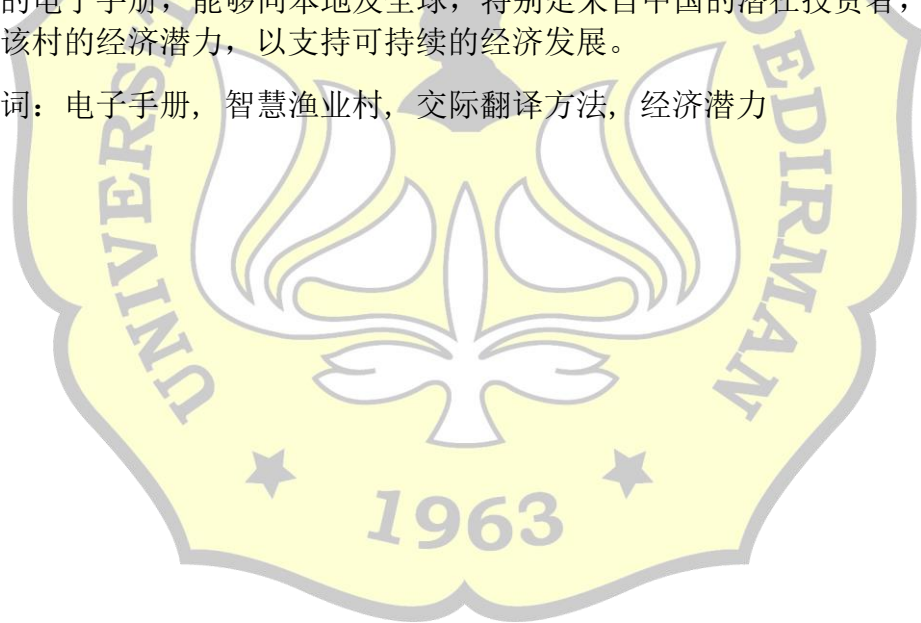 的电子手册，能够向本地及全球，特别是来自中国的潜在投资者，
该村的经济潜力，以支持可持续的经济发展。
词：电子手册, 智慧渔业村, 交际翻译方法, 经济潜力
UNIVERSIT
EDIRMAN
1963